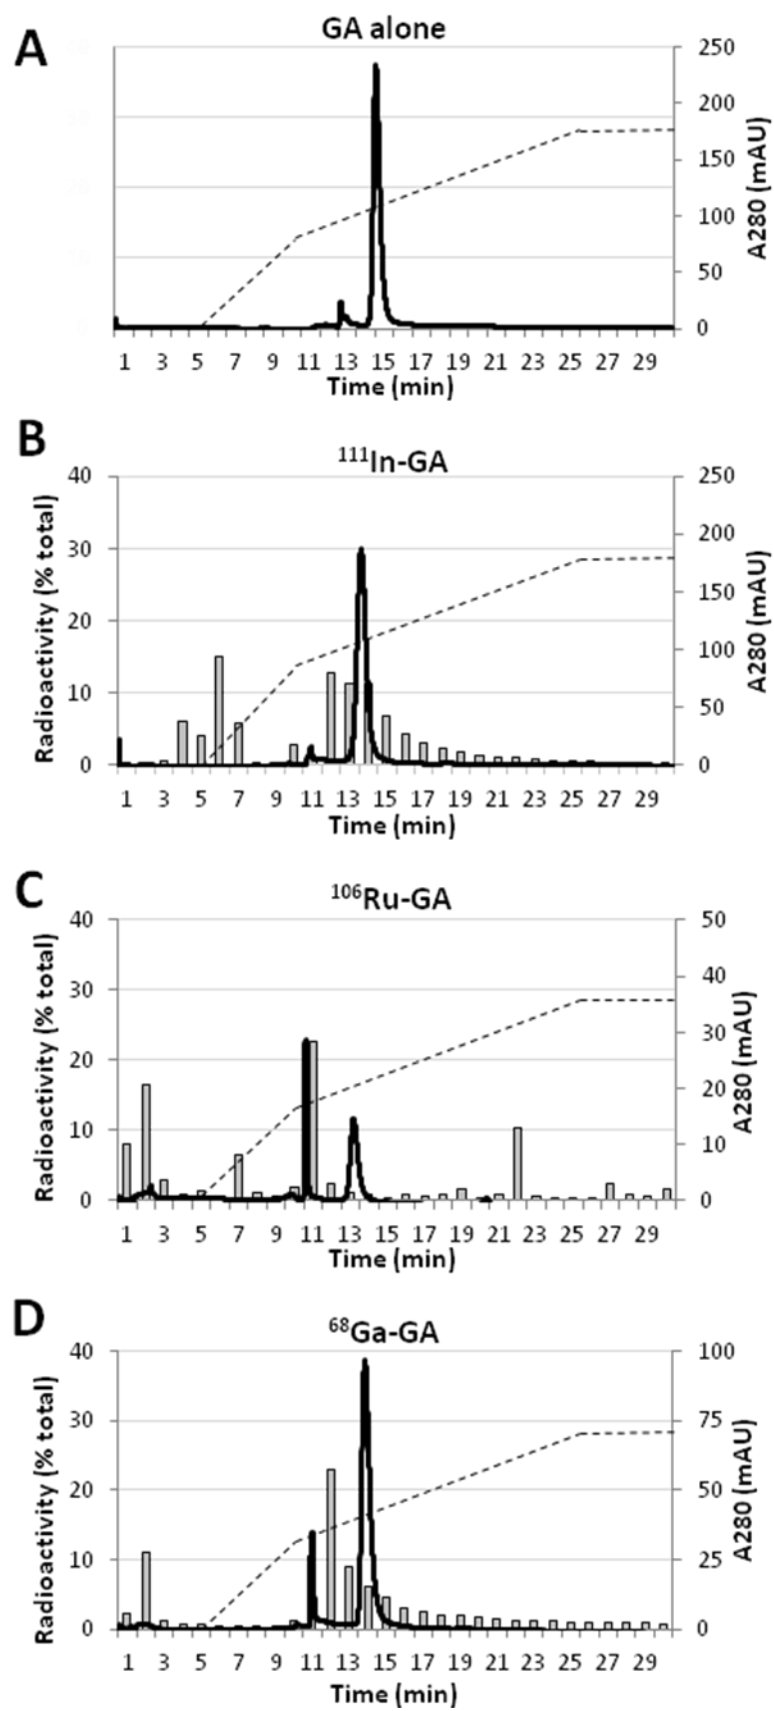 A
GA alone
250
200
150
100
50
0
A280 (mAU)
1 3 5 7 9 11 13 15 17 19 21 23 25 27 29
Time (min)
B
¹¹¹In-GA
Radioactivity (% total)
40
30
20
10
0
250
200
150
100
50
0
A280 (mAU)
1 3 5 7 9 11 13 15 17 19 21 23 25 27 29
Time (min)
C
¹⁰⁶Ru-GA
Radioactivity (% total)
40
30
20
10
0
50
40
30
20
10
0
A280 (mAU)
1 3 5 7 9 11 13 15 17 19 21 23 25 27 29
Time (min)
D
⁶⁸Ga-GA
Radioactivity (% total)
40
30
20
10
0
100
75
50
25
0
A280 (mAU)
1 3 5 7 9 11 13 15 17 19 21 23 25 27 29
Time (min)